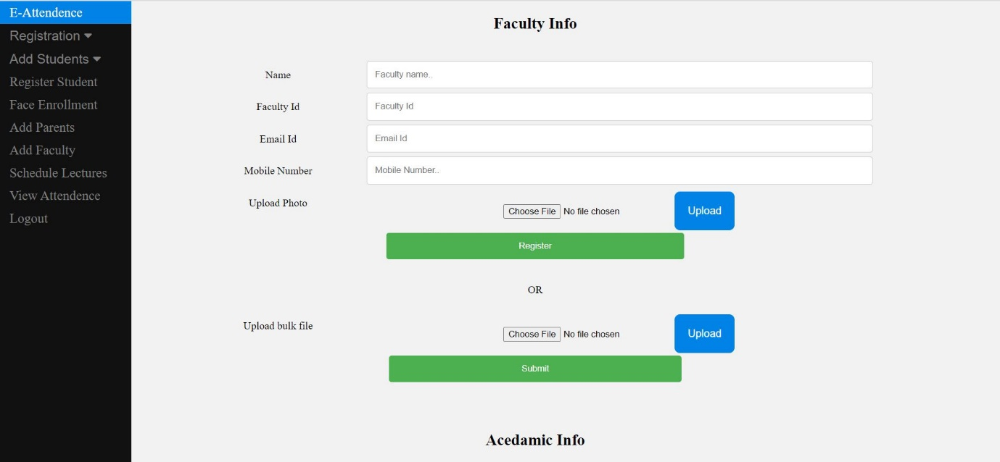 E-Attendence
Registration
Add Students
Register Student
Face Enrollment
Add Parents
Add Faculty
Schedule Lectures
View Attendence
Logout
Faculty Info
Name
Faculty name..
Faculty Id
Faculty Id
Email Id
Email Id
Mobile Number
Mobile Number..
Upload Photo
Choose File No file chosen
Upload
Register
OR
Upload bulk file
Choose File No file chosen
Upload
Submit
Acedamic Info